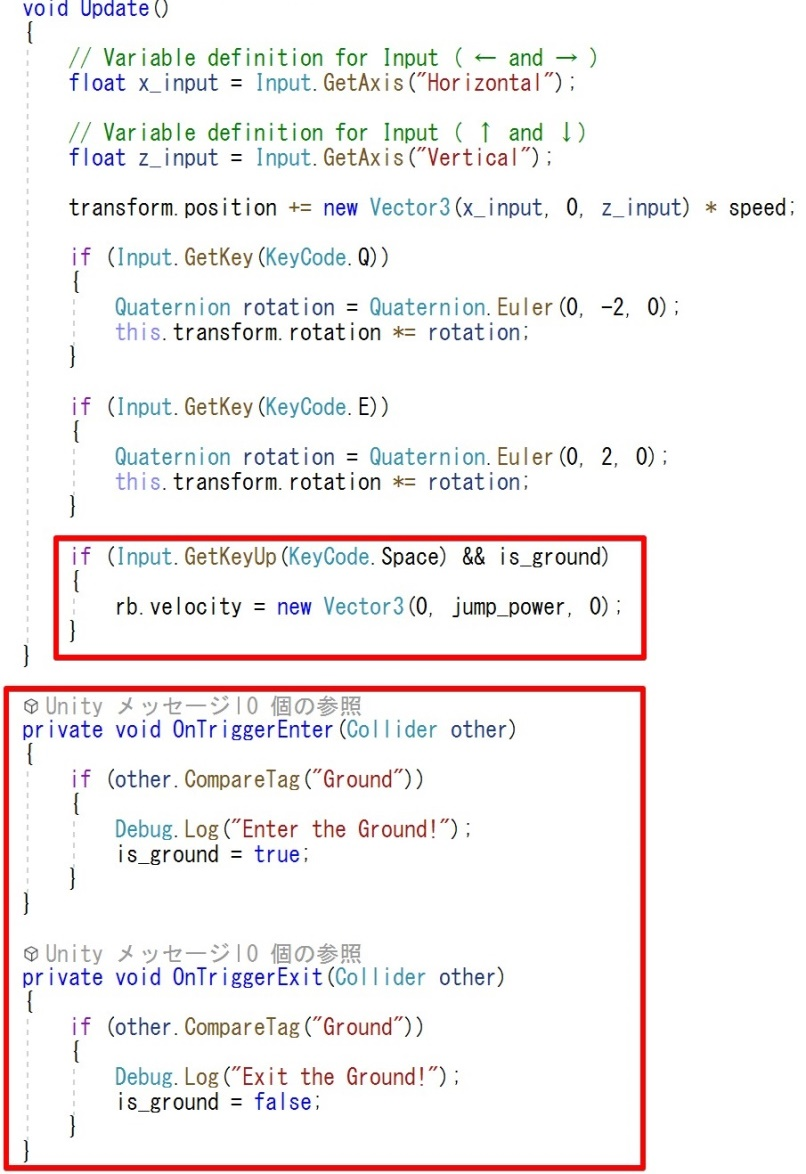 void Update()
{
// Variable definition for Input ( ← and → )
float x_input = Input.GetAxis("Horizontal");
// Variable definition for Input ( ↑ and ↓)
float z_input = Input.GetAxis("Vertical");
transform.position += new Vector3(x_input, 0, z_input) * speed;
if (Input.GetKey(KeyCode.Q))
{
Quaternion rotation = Quaternion.Euler(0, -2, 0);
this.transform.rotation *= rotation;
}
if (Input.GetKey(KeyCode.E))
{
Quaternion rotation = Quaternion.Euler(0, 2, 0);
this.transform.rotation *= rotation;
}
if (Input.GetKeyUp(KeyCode.Space) && is_ground)
{
rb.velocity = new Vector3(0, jump_power, 0);
}
}
Unity メッセージ|0 個の参照
private void OnTriggerEnter(Collider other)
{
if (other.CompareTag("Ground"))
{
Debug.Log("Enter the Ground!");
is_ground = true;
}
}
Unity メッセージ|0 個の参照
private void OnTriggerExit(Collider other)
{
if (other.CompareTag("Ground"))
{
Debug.Log("Exit the Ground!");
is_ground = false;
}
}